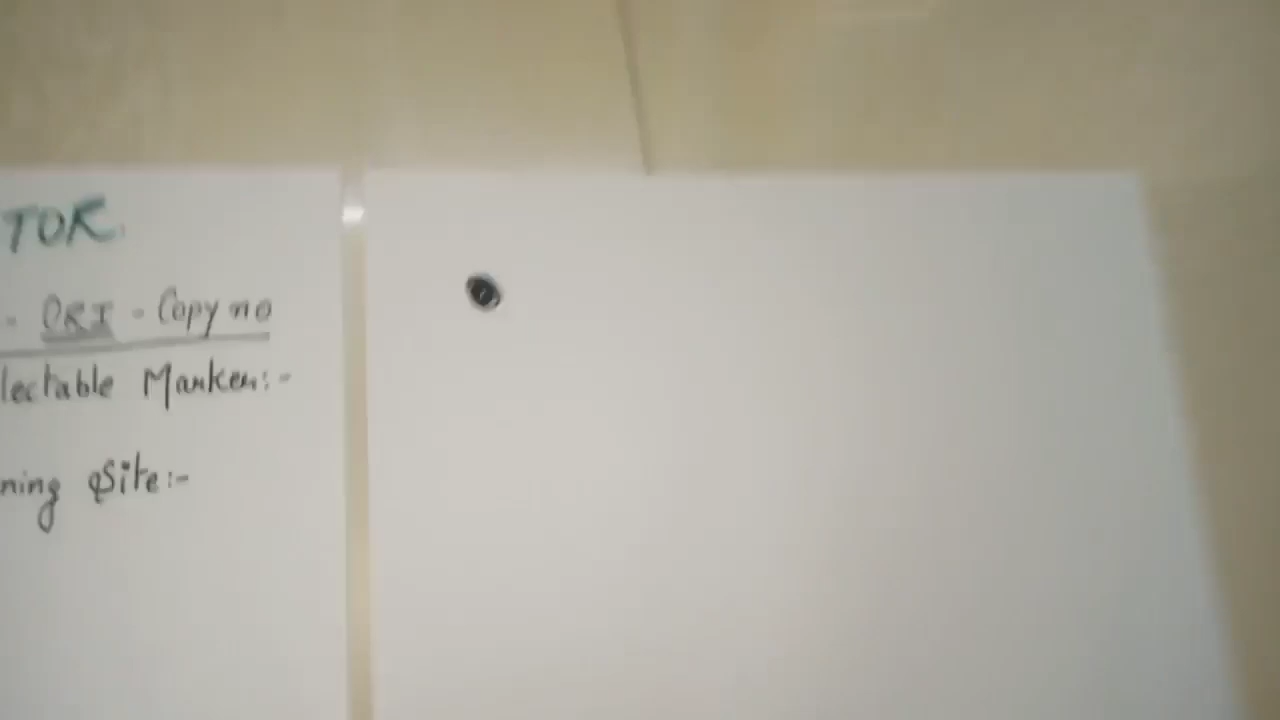 TOR
- ORI - Copy no
lectable Marker:-
ning Site:-